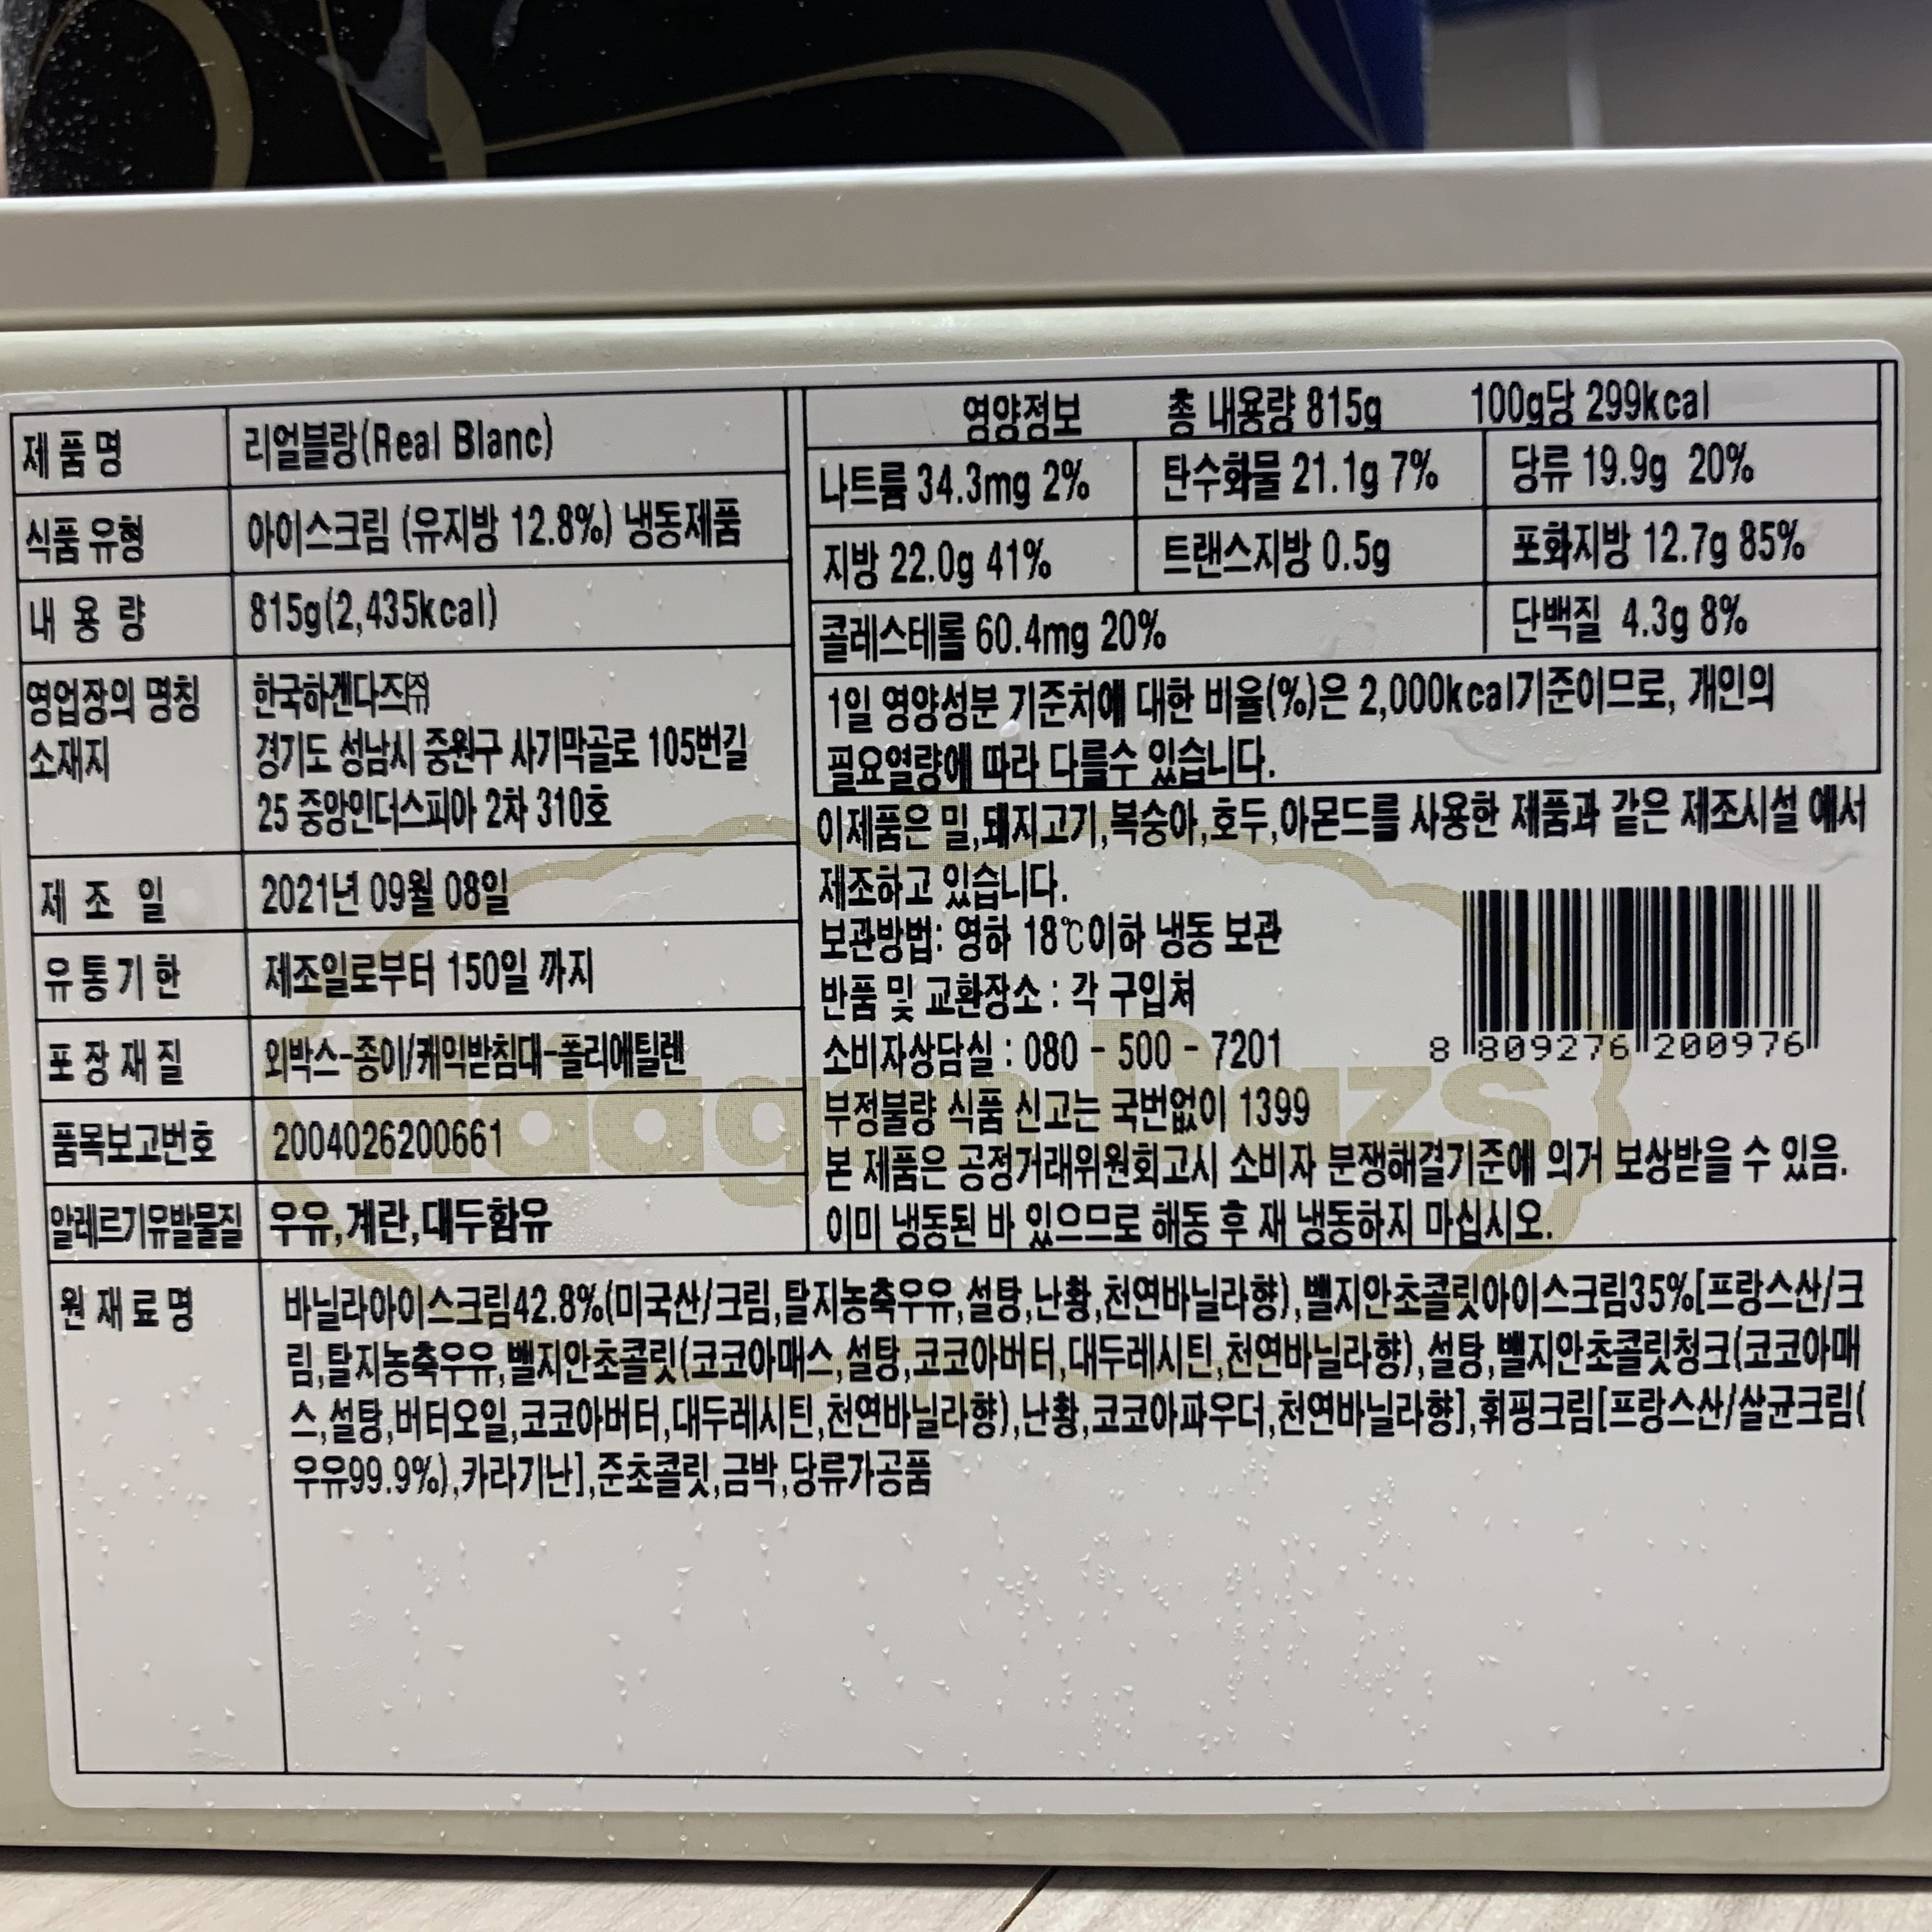 제품명 리얼블랑(Real Blanc)
식품 유형 아이스크림 (유지방 12.8%) 냉동제품
내 용 량 815g(2,435kcal)
영업장의 명칭 한국하겐다즈㈜
소재지 경기도 성남시 중원구 사기막골로 105번길
25 중앙인더스피아 2차 310호
제 조 일 2021년 09월 08일
유통기한 제조일로부터 150일 까지
포장재질 외박스-종이/케익받침대-폴리에틸렌
품목보고번호 2004026200661
알레르기유발물질 우유,계란,대두함유
영양정보 총 내용량 815g 100g당 299kcal
나트륨 34.3mg 2% 탄수화물 21.1g 7% 당류 19.9g 20%
지방 22.0g 41% 트랜스지방 0.5g 포화지방 12.7g 85%
콜레스테롤 60.4mg 20% 단백질 4.3g 8%
1일 영양성분 기준치에 대한 비율(%)은 2,000kcal기준이므로, 개인의
필요열량에 따라 다를수 있습니다.
이제품은 밀,돼지고기,복숭아,호두,아몬드를 사용한 제품과 같은 제조시설 에서
제조하고 있습니다.
보관방법: 영하 18℃이하 냉동 보관
반품 및 교환장소 : 각 구입쳐
소비자상담실 : 080 - 500 - 7201
8 809276 200976
부정불량 식품 신고는 국번없이 1399
본 제품은 공정거래위원회고시 소비자 분쟁해결기준에 의거 보상받을 수 있음.
이미 냉동된 바 있으므로 해동 후 재 냉동하지 마십시오.
Häagen-Dazs
원재료명 바닐라아이스크림42.8%(미국산/크림,탈지농축우유,설탕,난황,천연바닐라향),벨지안초콜릿아이스크림35%[프랑스산/크
림,탈지농축우유,벨지안초콜릿(코코아매스,설탕,코코아버터,대두레시틴,천연바닐라향),설탕,벨지안초콜릿청크(코코아매
스,설탕,버터오일,코코아버터,대두레시틴,천연바닐라향),난황,코코아파우더,천연바닐라향],휘핑크림[프랑스산/살균크림(
우유99.9%),카라기난],준초콜릿,금박,당류가공품